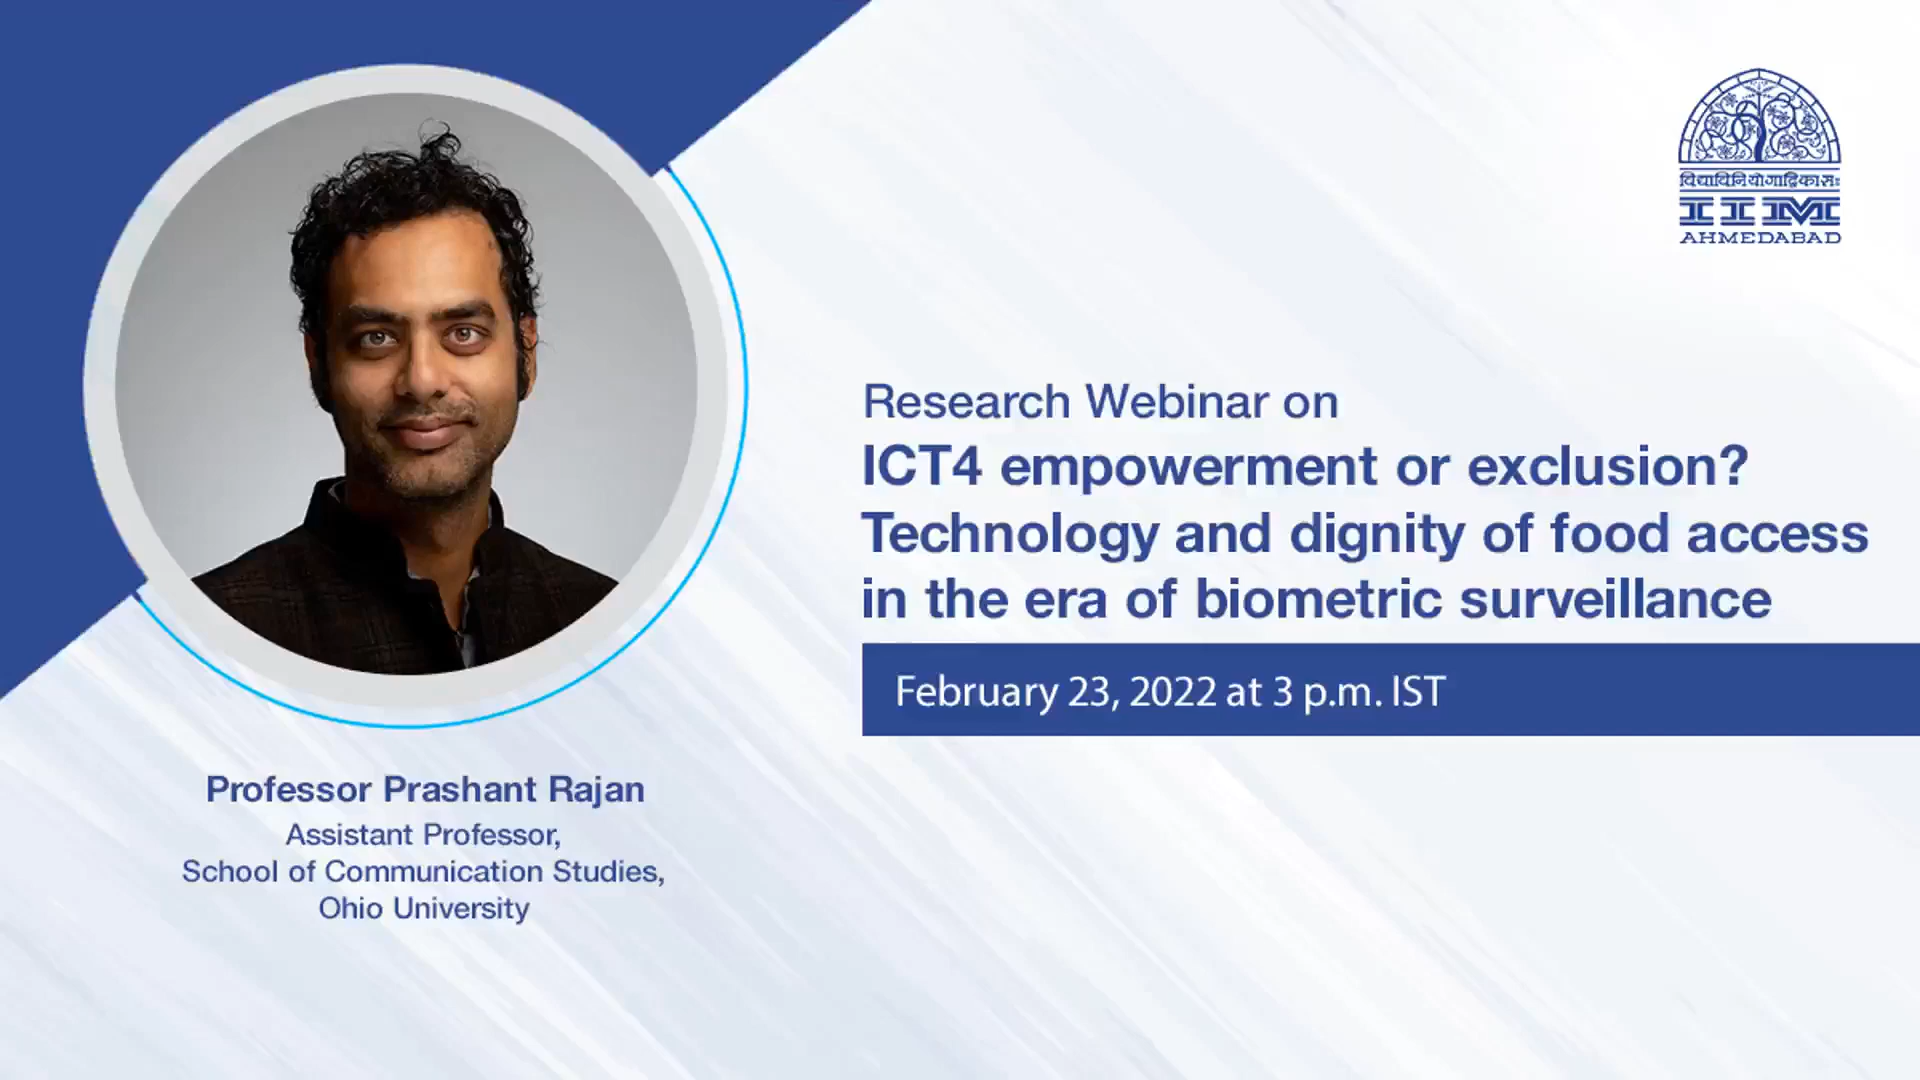 विद्याविनियोगाद्विकासः
IIM
AHMEDABAD
Research Webinar on
ICT4 empowerment or exclusion?
Technology and dignity of food access
in the era of biometric surveillance
February 23, 2022 at 3 p.m. IST
Professor Prashant Rajan
Assistant Professor,
School of Communication Studies,
Ohio University